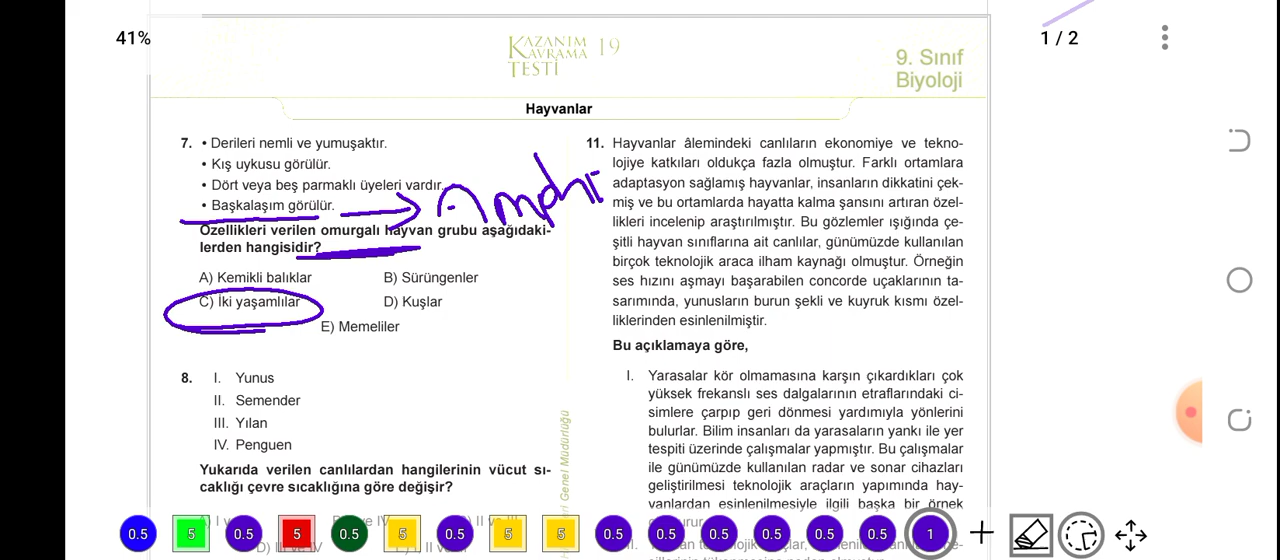 41%
KAZANIM
KAVRAMA
TESTİ
19
1 / 2
9. Sınıf
Biyoloji
Hayvanlar
7. • Derileri nemli ve yumuşaktır.
• Kış uykusu görülür.
• Dört veya beş parmaklı üyeleri vardır.
• Başkalaşım görülür.
Amphi
Özellikleri verilen omurgalı hayvan grubu aşağıdaki-
lerden hangisidir?
A) Kemikli balıklar
B) Sürüngenler
C) İki yaşamlılar
D) Kuşlar
E) Memeliler
8. I. Yunus
II. Semender
III. Yılan
IV. Penguen
Yukarıda verilen canlılardan hangilerinin vücut sı-
caklığı çevre sıcaklığına göre değişir?
11. Hayvanlar âlemindeki canlıların ekonomiye ve tekno-
lojiye katkıları oldukça fazla olmuştur. Farklı ortamlara
adaptasyon sağlamış hayvanlar, insanların dikkatini çek-
miş ve bu ortamlarda hayatta kalma şansını artıran özel-
likleri incelenip araştırılmıştır. Bu gözlemler ışığında çe-
şitli hayvan sınıflarına ait canlılar, günümüzde kullanılan
birçok teknolojik araca ilham kaynağı olmuştur. Örneğin
ses hızını aşmayı başarabilen concorde uçaklarının ta-
sarımında, yunusların burun şekli ve kuyruk kısmı özel-
liklerinden esinlenilmiştir.
Bu açıklamaya göre,
I. Yarasalar kör olmamasına karşın çıkardıkları çok
yüksek frekanslı ses dalgalarının etraflarındaki ci-
simlere çarpıp geri dönmesi yardımıyla yönlerini
bulurlar. Bilim insanları da yarasaların yankı ile yer
tespiti üzerinde çalışmalar yapmıştır. Bu çalışmalar
ile günümüzde kullanılan radar ve sonar cihazları
geliştirilmesi teknolojik araçların yapımında hay-
vanlardan esinlenilmesiyle ilgili başka bir örnek
Genel Müdürlüğü
0.5 5 0.5 5 0.5 5 0.5 5 5 0.5 0.5 0.5 0.5 0.5 0.5 1